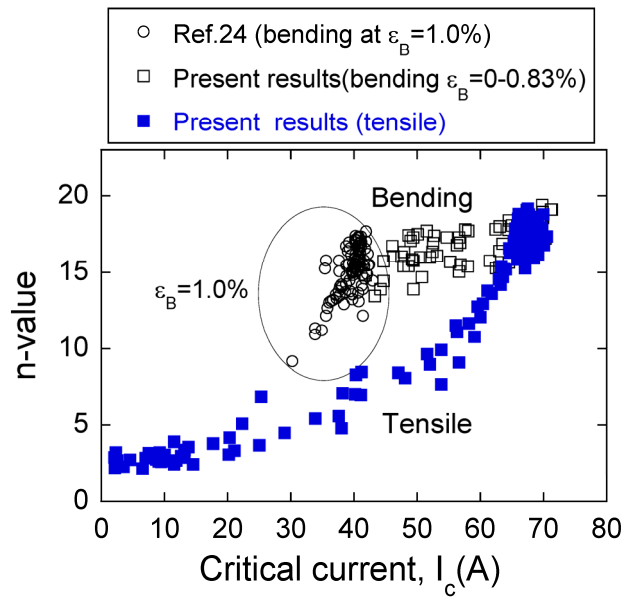 Ref.24 (bending at εB=1.0%)
Present results(bending εB=0-0.83%)
Present results (tensile)
20
15
10
5
0
n-value
Bending
εB=1.0%
Tensile
0 10 20 30 40 50 60 70 80
Critical current, Ic(A)